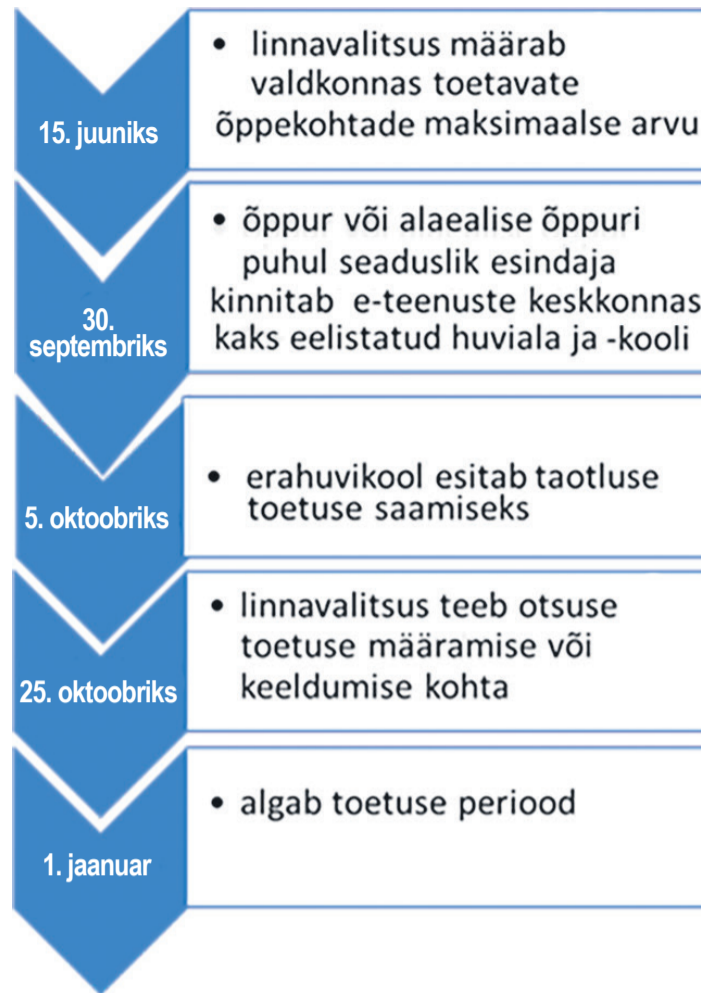 15. juuniks
• linnavalitsus määrab
valdkonnas toetavate
õppekohtade maksimaalse arvu
30.
septembriks
• õppur või alaealise õppuri
puhul seaduslik esindaja
kinnitab e-teenuste keskkonnas
kaks eelistatud huviala ja -kooli
5. oktoobriks
• erahuvikool esitab taotluse
toetuse saamiseks
25. oktoobriks
• linnavalitsus teeb otsuse
toetuse määramise või
keeldumise kohta
1. jaanuar
• algab toetuse periood